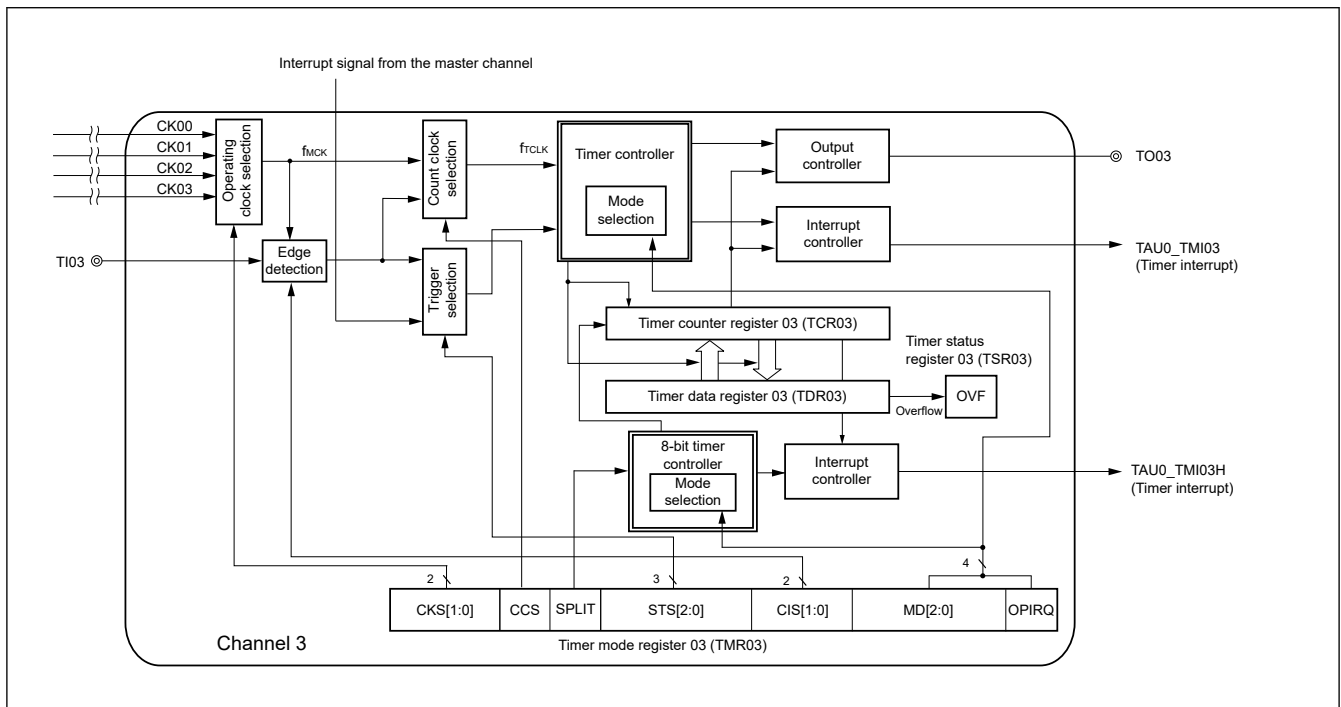 Interrupt signal from the master channel
CK00
CK01
CK02
CK03
Operating
clock selection
fMCK
Count clock
selection
fTCLK
Timer controller
Mode
selection
Output
controller
TO03
Interrupt
controller
TAU0_TMI03
(Timer interrupt)
TI03
Edge
detection
Trigger
selection
Timer counter register 03 (TCR03)
Timer status
register 03 (TSR03)
Timer data register 03 (TDR03)
Overflow
OVF
8-bit timer
controller
Mode
selection
Interrupt
controller
TAU0_TMI03H
(Timer interrupt)
2
3
2
4
CKS[1:0]
CCS
SPLIT
STS[2:0]
CIS[1:0]
MD[2:0]
OPIRQ
Channel 3
Timer mode register 03 (TMR03)